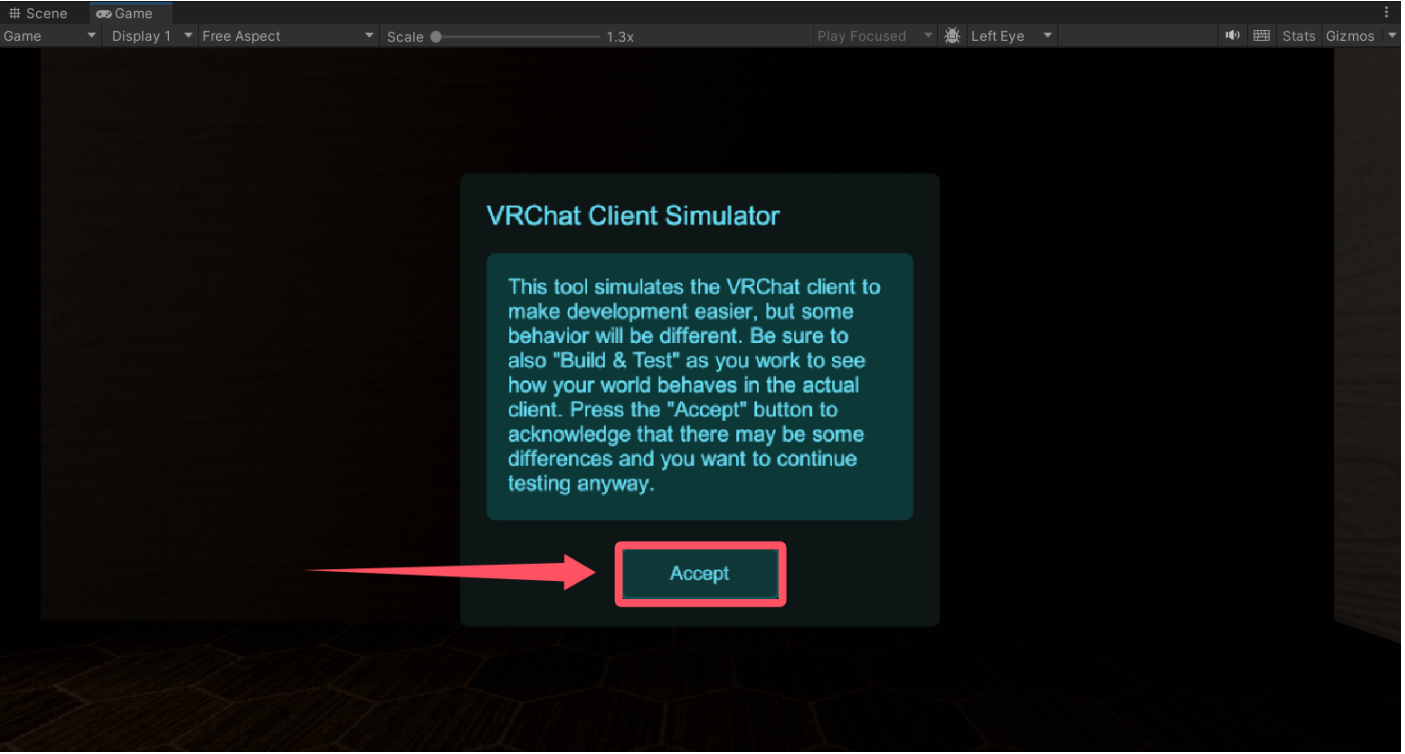 Scene Game
Game Display 1 Free Aspect Scale 1.3x Play Focused Left Eye Stats Gizmos
VRChat Client Simulator
This tool simulates the VRChat client to
make development easier, but some
behavior will be different. Be sure to
also "Build & Test" as you work to see
how your world behaves in the actual
client. Press the "Accept" button to
acknowledge that there may be some
differences and you want to continue
testing anyway.
Accept